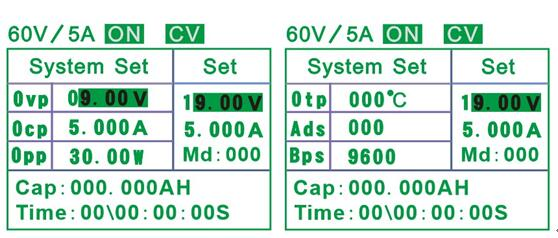 60V/5A ON CV
System Set Set
Ovp 09.00V 19.00V
Ocp 5.000A 5.000A
Opp 30.00W Md:000
Cap:000.000AH
Time:00\00:00:00S
60V/5A ON CV
System Set Set
Otp 000°C 19.00V
Ads 000 5.000A
Bps 9600 Md:000
Cap:000.000AH
Time:00\00:00:00S